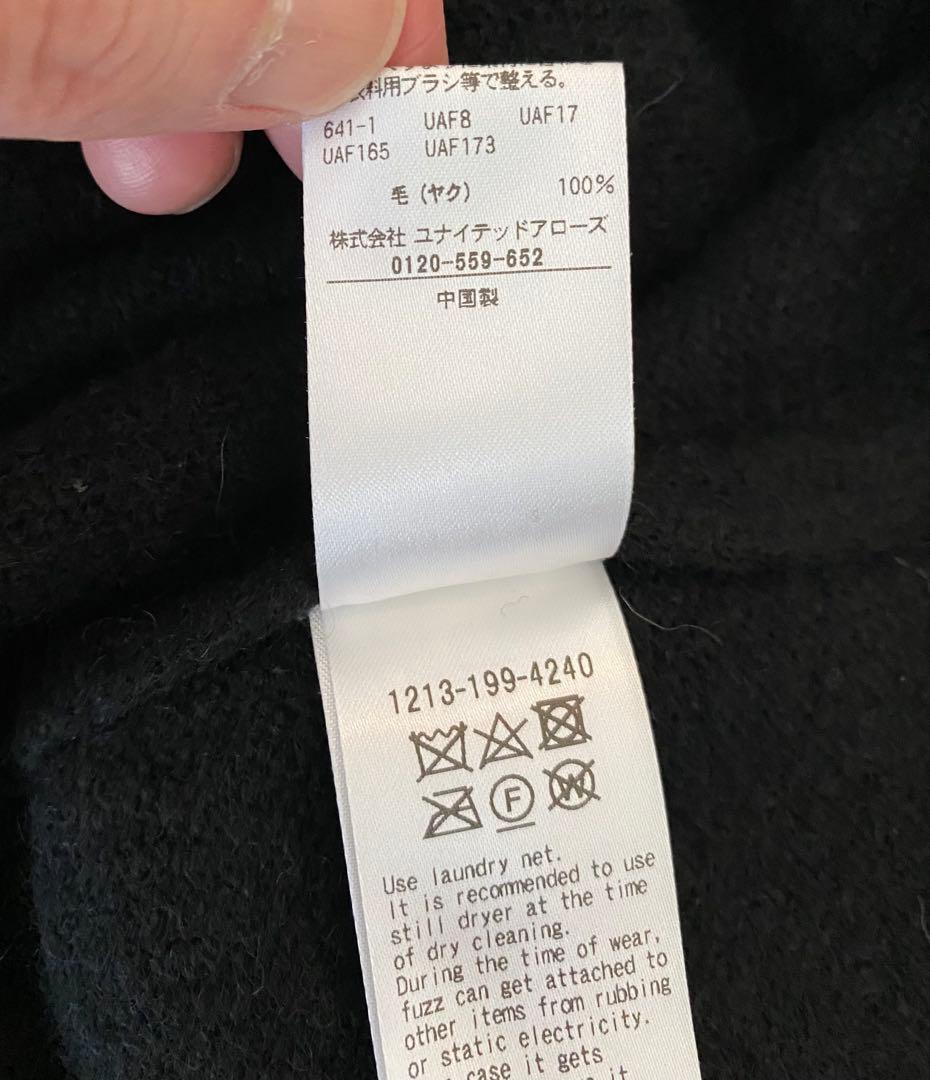 衣料用ブラシ等で整える。
641-1 UAF8 UAF17
UAF165 UAF173
毛 (ヤク) 100%
株式会社 ユナイテッドアローズ
0120-559-652
中国製
1213-199-4240
F W
Use laundry net.
It is recommended to use
still dryer at the time
of dry cleaning.
During the time of wear,
fuzz can get attached to
other items from rubbing
or static electricity.
case it gets
it